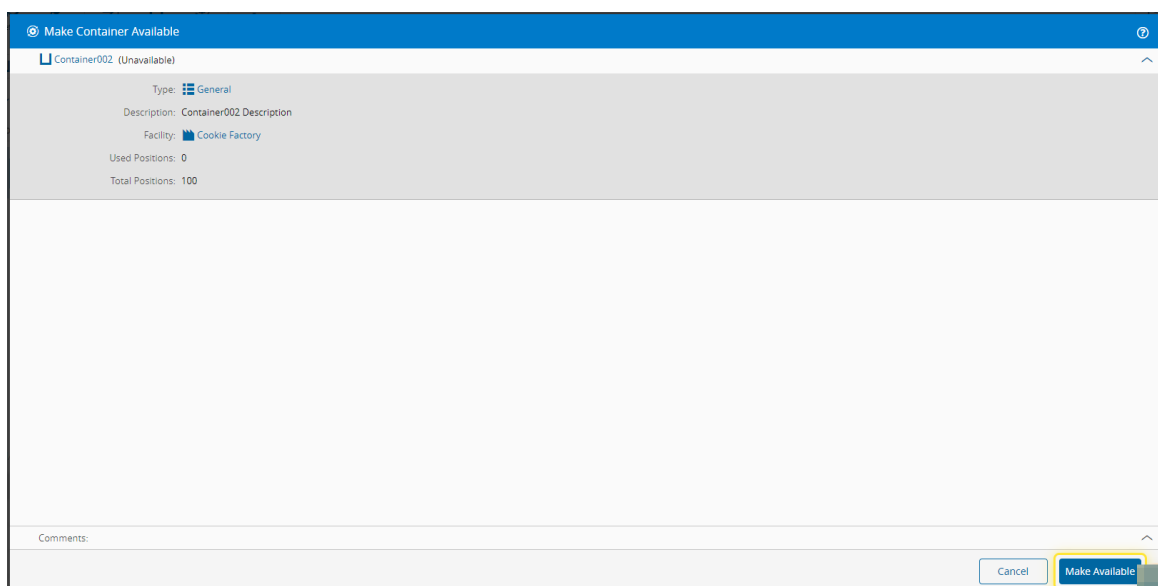 Make Container Available
Container002 (Unavailable)
Type: General
Description: Container002 Description
Facility: Cookie Factory
Used Positions: 0
Total Positions: 100
Comments:
Cancel Make Available